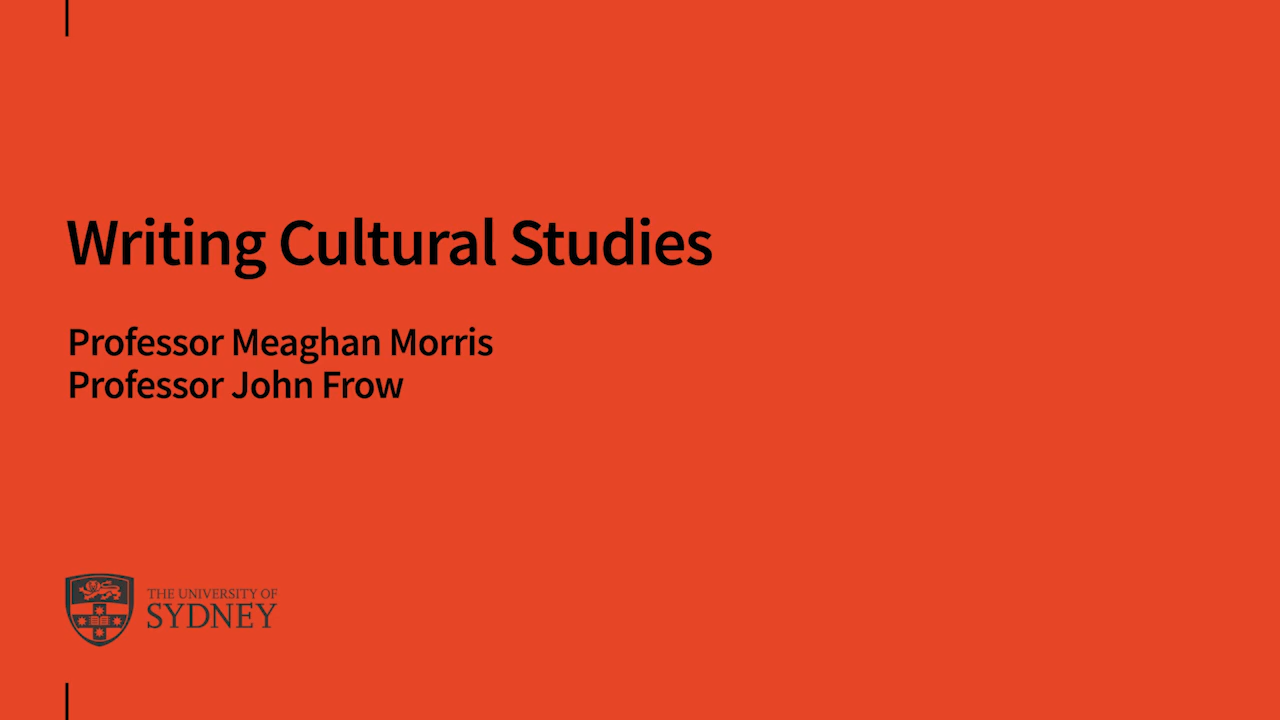 Writing Cultural Studies
Professor Meaghan Morris
Professor John Frow
THE UNIVERSITY OF
SYDNEY